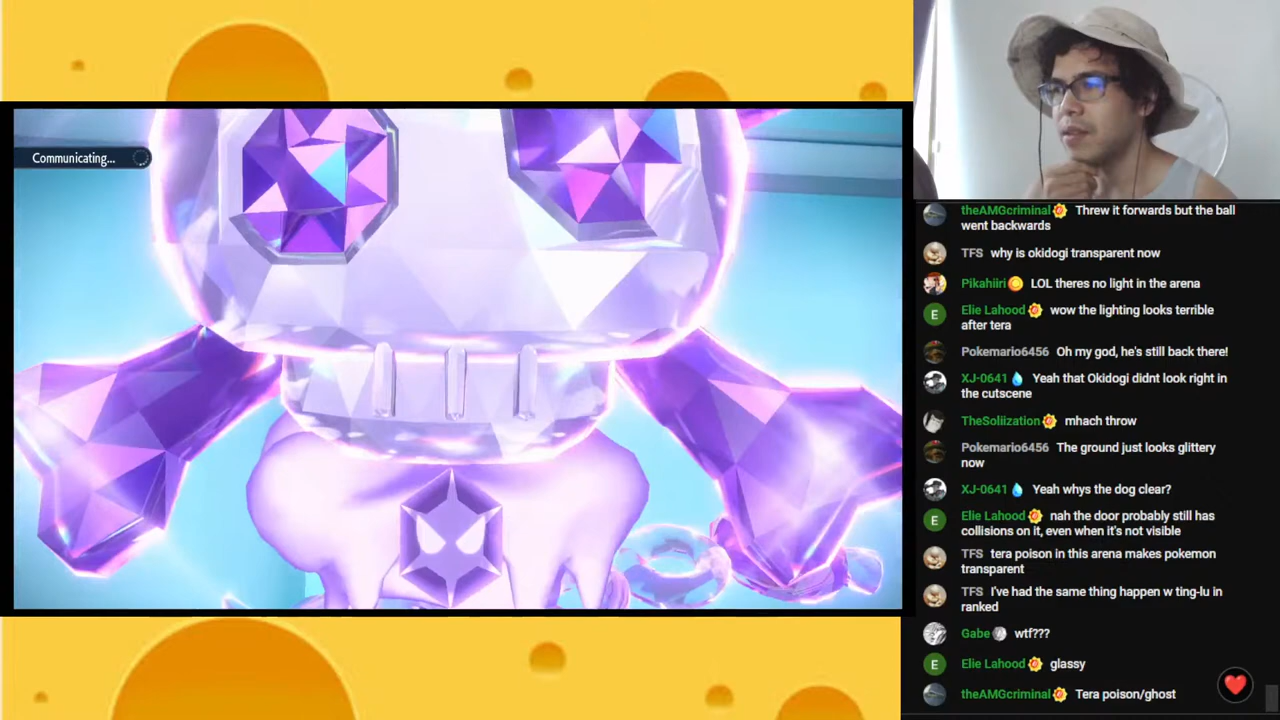 Communicating...
theAMGcriminal Threw it forwards but the ball
went backwards
TFS why is okidogi transparent now
Pikahiiri LOL theres no light in the arena
Elie Lahood wow the lighting looks terrible
after tera
Pokemario6456 Oh my god, he's still back there!
XJ-0641 Yeah that Okidogi didnt look right in
the cutscene
TheSoliization mhach throw
Pokemario6456 The ground just looks glittery
now
XJ-0641 Yeah whys the dog clear?
E Elie Lahood nah the door probably still has
collisions on it, even when it's not visible
TFS tera poison in this arena makes pokemon
transparent
TFS I've had the same thing happen w ting-lu in
ranked
Gabe wtf???
E Elie Lahood glassy
theAMGcriminal Tera poison/ghost